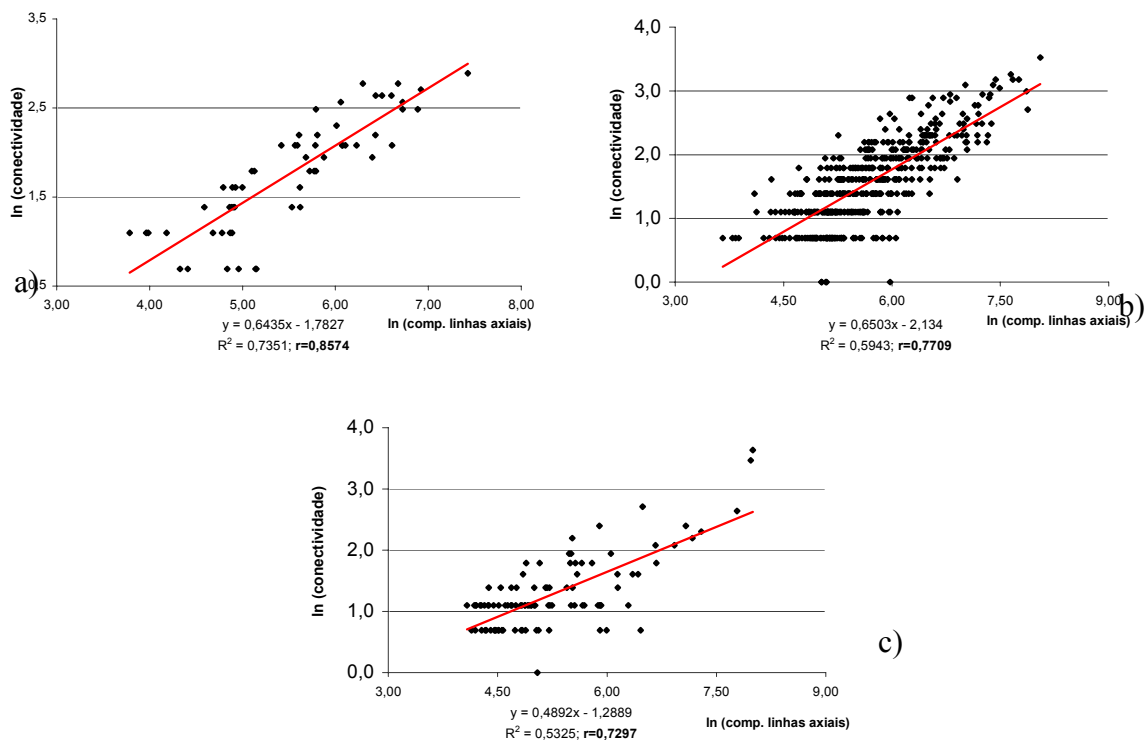 3,5
2,5
1,5
0,5
ln (conectividade)
3,00 4,00 5,00 6,00 7,00 8,00
ln (comp. linhas axiais)
y = 0,6435x - 1,7827
R² = 0,7351; r=0,8574
a)
4,0
3,0
2,0
1,0
0,0
ln (conectividade)
3,00 4,50 6,00 7,50 9,00
ln (comp. linhas axiais)
y = 0,6503x - 2,134
R² = 0,5943; r=0,7709
b)
4,0
3,0
2,0
1,0
0,0
ln (conectividade)
3,00 4,50 6,00 7,50 9,00
ln (comp. linhas axiais)
y = 0,4892x - 1,2889
R² = 0,5325; r=0,7297
c)